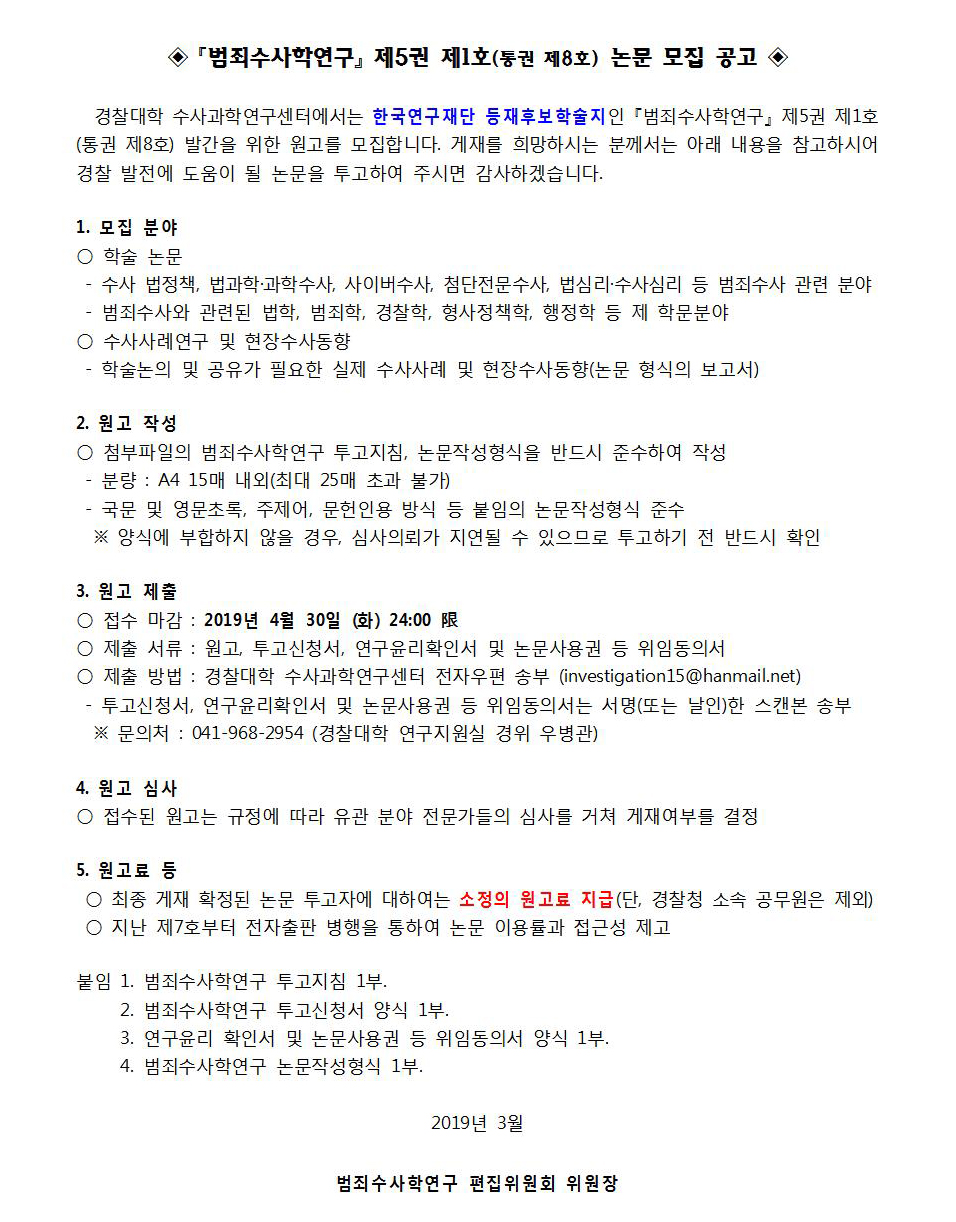 ◈『범죄수사학연구』 제5권 제1호(통권 제8호) 논문 모집 공고 ◈
경찰대학 수사과학연구센터에서는 한국연구재단 등재후보학술지인『범죄수사학연구』 제5권 제1호
(통권 제8호) 발간을 위한 원고를 모집합니다. 게재를 희망하시는 분께서는 아래 내용을 참고하시어
경찰 발전에 도움이 될 논문을 투고하여 주시면 감사하겠습니다.
1. 모집 분야
○ 학술 논문
- 수사 법정책, 법과학·과학수사, 사이버수사, 첨단전문수사, 법심리·수사심리 등 범죄수사 관련 분야
- 범죄수사와 관련된 법학, 범죄학, 경찰학, 형사정책학, 행정학 등 제 학문분야
○ 수사사례연구 및 현장수사동향
- 학술논의 및 공유가 필요한 실제 수사사례 및 현장수사동향(논문 형식의 보고서)
2. 원고 작성
○ 첨부파일의 범죄수사학연구 투고지침, 논문작성형식을 반드시 준수하여 작성
- 분량 : A4 15매 내외(최대 25매 초과 불가)
- 국문 및 영문초록, 주제어, 문헌인용 방식 등 붙임의 논문작성형식 준수
※ 양식에 부합하지 않을 경우, 심사의뢰가 지연될 수 있으므로 투고하기 전 반드시 확인
3. 원고 제출
○ 접수 마감 : 2019년 4월 30일 (화) 24:00 限
○ 제출 서류 : 원고, 투고신청서, 연구윤리확인서 및 논문사용권 등 위임동의서
○ 제출 방법 : 경찰대학 수사과학연구센터 전자우편 송부 (investigation15@hanmail.net)
- 투고신청서, 연구윤리확인서 및 논문사용권 등 위임동의서는 서명(또는 날인)한 스캔본 송부
※ 문의처 : 041-968-2954 (경찰대학 연구지원실 경위 우병관)
4. 원고 심사
○ 접수된 원고는 규정에 따라 유관 분야 전문가들의 심사를 거쳐 게재여부를 결정
5. 원고료 등
○ 최종 게재 확정된 논문 투고자에 대하여는 소정의 원고료 지급(단, 경찰청 소속 공무원은 제외)
○ 지난 제7호부터 전자출판 병행을 통하여 논문 이용률과 접근성 제고
붙임 1. 범죄수사학연구 투고지침 1부.
2. 범죄수사학연구 투고신청서 양식 1부.
3. 연구윤리 확인서 및 논문사용권 등 위임동의서 양식 1부.
4. 범죄수사학연구 논문작성형식 1부.
2019년 3월
범죄수사학연구 편집위원회 위원장